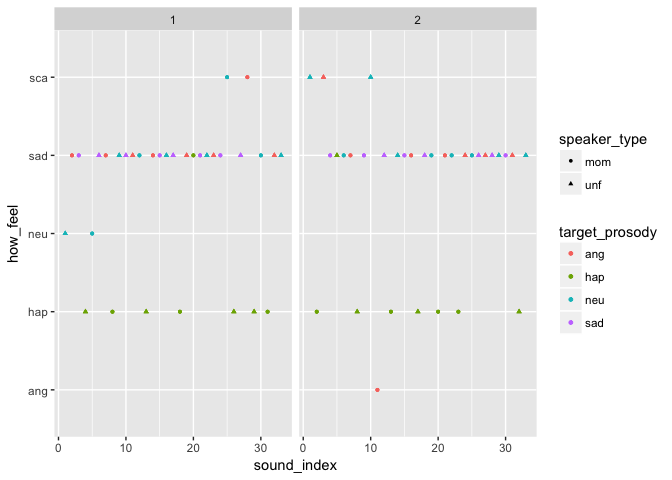 1 2
sca
sad
neu
hap
ang
how_feel
0 10 20 30 0 10 20 30
sound_index
speaker_type
mom
unf
target_prosody
ang
hap
neu
sad